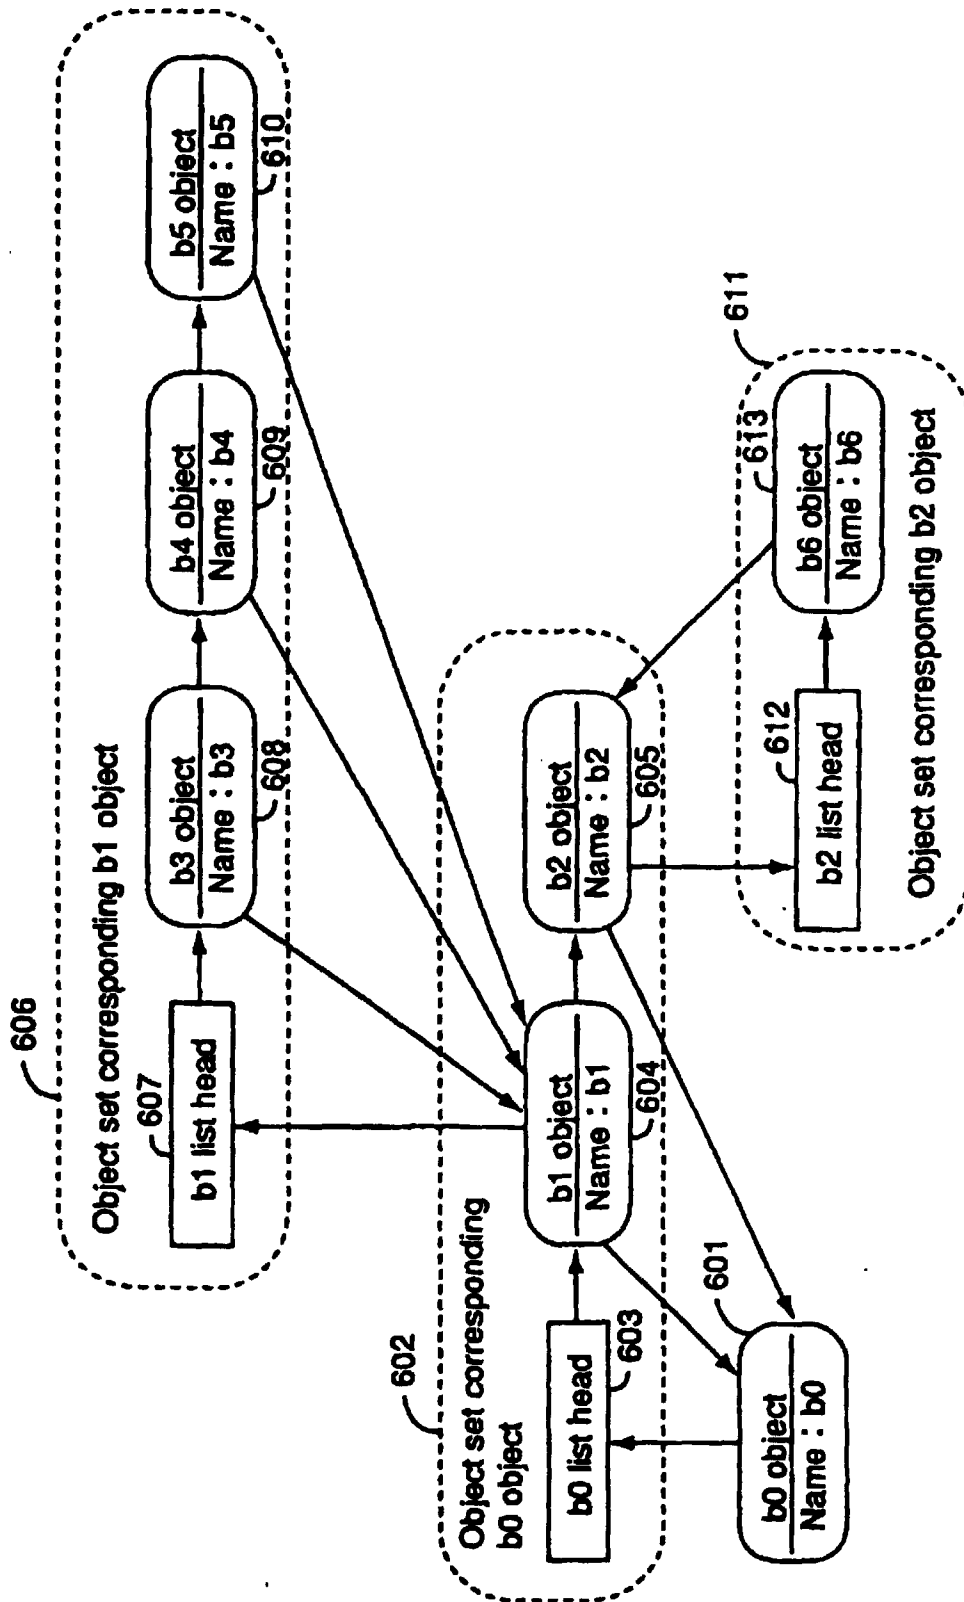 606
Object set corresponding b1 object
607
b1 list head
b3 object
Name : b3
608
b4 object
Name : b4
609
b5 object
Name : b5
610
602
Object set corresponding
b0 object
b0 list head
603
b1 object
Name : b1
604
b2 object
Name : b2
605
601
b0 object
Name : b0
611
612
b2 list head
613
b6 object
Name : b6
Object set corresponding b2 object